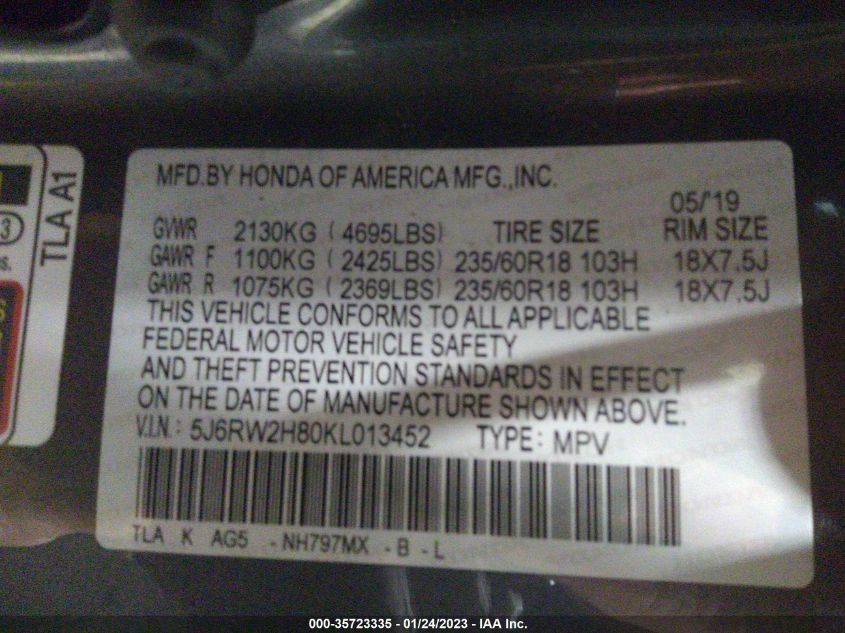 MFD.BY HONDA OF AMERICA MFG.,INC.
05/'19
GVWR 2130KG ( 4695LBS) TIRE SIZE RIM SIZE
GAWR F 1100KG ( 2425LBS) 235/60R18 103H 18X7.5J
GAWR R 1075KG ( 2369LBS) 235/60R18 103H 18X7.5J
THIS VEHICLE CONFORMS TO ALL APPLICABLE
FEDERAL MOTOR VEHICLE SAFETY
AND THEFT PREVENTION STANDARDS IN EFFECT
ON THE DATE OF MANUFACTURE SHOWN ABOVE.
V.I.N.: 5J6RW2H80KL013452 TYPE: MPV
TLA K AG5 -NH797MX -B -L
TLA A1
3
000-35723335 - 01/24/2023 - IAA Inc.